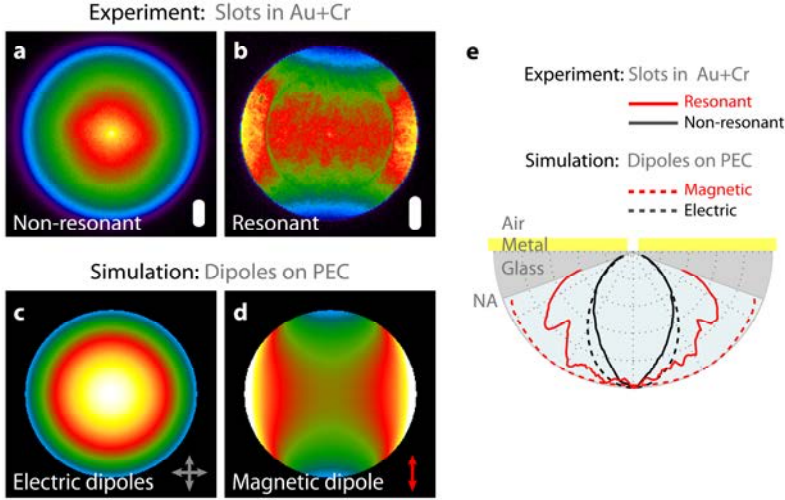 Experiment: Slots in Au+Cr
a
b
Non-resonant
Resonant
Simulation: Dipoles on PEC
c
d
Electric dipoles
Magnetic dipole
e
Experiment: Slots in Au+Cr
Resonant
Non-resonant
Simulation: Dipoles on PEC
Magnetic
Electric
Air
Metal
Glass
NA